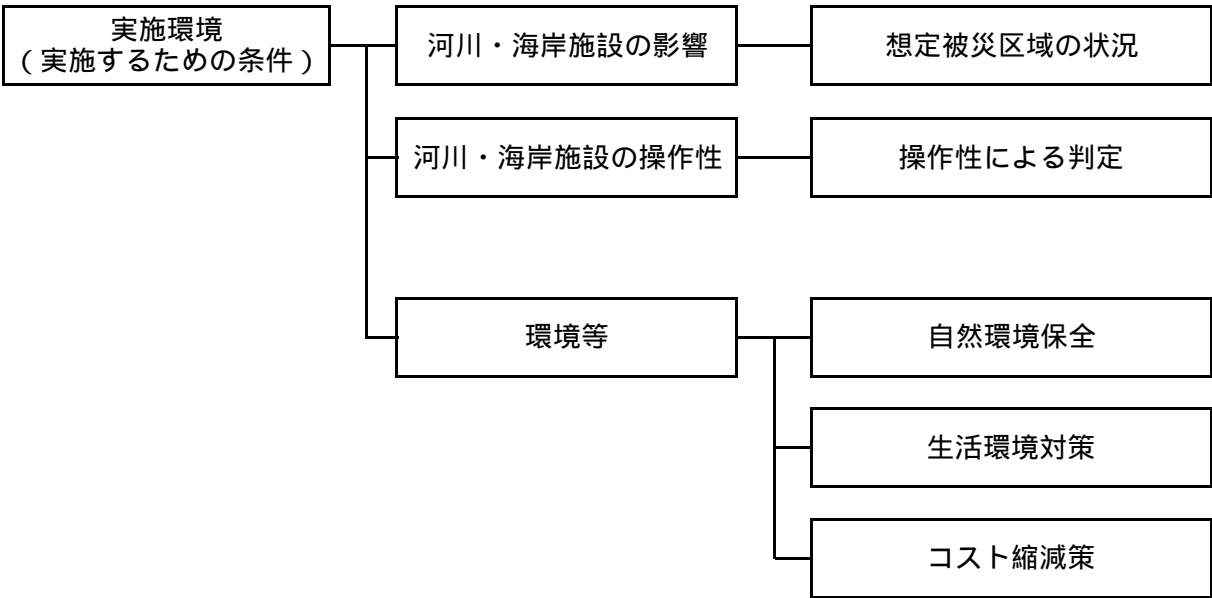 実施環境
（実施するための条件）
河川・海岸施設の影響
想定被災区域の状況
河川・海岸施設の操作性
操作性による判定
環境等
自然環境保全
生活環境対策
コスト縮減策